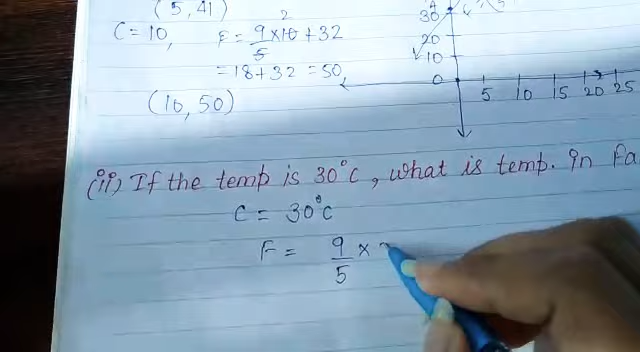 (5, 41)
C = 10, F = 9/5 × 10 + 32
2
= 18 + 32 = 50
(10, 50)
30
20
10
0
5 10 15 20 25
(ii) If the temp is 30°C, what is temp. in Fa
C = 30°C
F = 9/5 ×